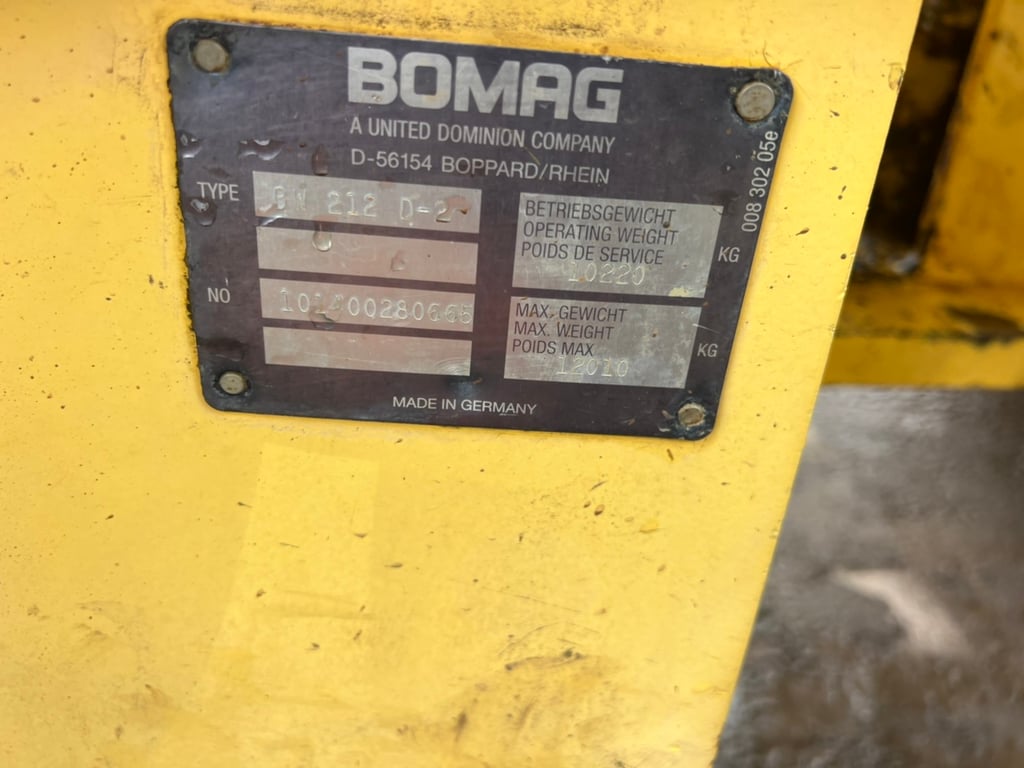 BOMAG
A UNITED DOMINION COMPANY
D-56154 BOPPARD/RHEIN
008 302 05e
TYPE BW 212 D-2
NO
BETRIEBSGEWICHT
OPERATING WEIGHT
POIDS DE SERVICE
10220 KG
MAX. GEWICHT
MAX. WEIGHT
POIDS MAX
12010 KG
MADE IN GERMANY